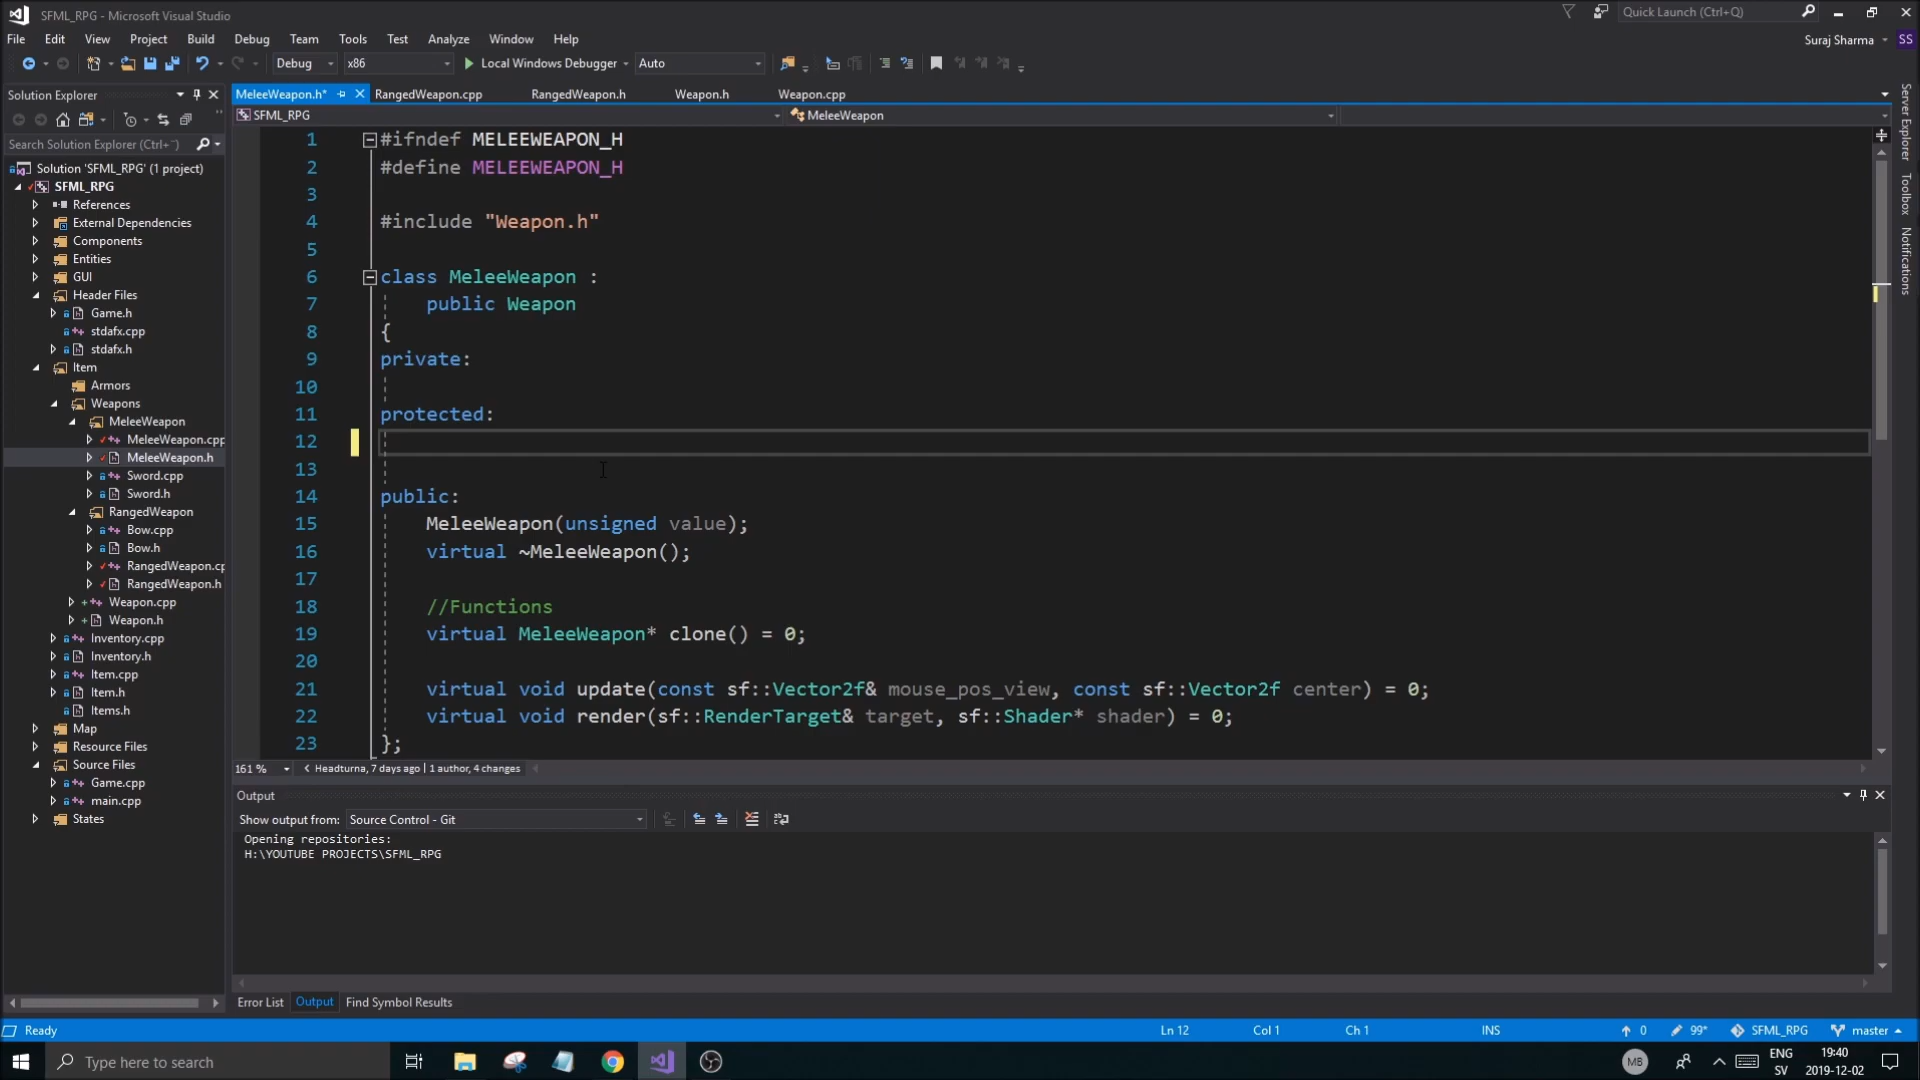 SFML_RPG - Microsoft Visual Studio
Quick Launch (Ctrl+Q)
File Edit View Project Build Debug Team Tools Test Analyze Window Help
Suraj Sharma SS
Debug x86 Local Windows Debugger Auto
Solution Explorer
MeleeWeapon.h* RangedWeapon.cpp RangedWeapon.h Weapon.h Weapon.cpp
SFML_RPG MeleeWeapon
Search Solution Explorer (Ctrl+¨)
Solution 'SFML_RPG' (1 project)
SFML_RPG
References
External Dependencies
Components
Entities
GUI
Header Files
Game.h
stdafx.cpp
stdafx.h
Item
Armors
Weapons
MeleeWeapon
MeleeWeapon.cpp
MeleeWeapon.h
Sword.cpp
Sword.h
RangedWeapon
Bow.cpp
Bow.h
RangedWeapon.cp
RangedWeapon.h
Weapon.cpp
Weapon.h
Inventory.cpp
Inventory.h
Item.cpp
Item.h
Items.h
Map
Resource Files
Source Files
Game.cpp
main.cpp
States
1 #ifndef MELEEWEAPON_H
2 #define MELEEWEAPON_H
3
4 #include "Weapon.h"
5
6 class MeleeWeapon :
7 public Weapon
8 {
9 private:
10
11 protected:
12
13
14 public:
15 MeleeWeapon(unsigned value);
16 virtual ~MeleeWeapon();
17
18 //Functions
19 virtual MeleeWeapon* clone() = 0;
20
21 virtual void update(const sf::Vector2f& mouse_pos_view, const sf::Vector2f center) = 0;
22 virtual void render(sf::RenderTarget& target, sf::Shader* shader) = 0;
23 };
161 % Headturna, 7 days ago | 1 author, 4 changes
Server Explorer
Toolbox
Notifications
Output
Show output from: Source Control - Git
Opening repositories:
H:\YOUTUBE PROJECTS\SFML_RPG
Error List Output Find Symbol Results
Ready Ln 12 Col 1 Ch 1 INS 0 99* SFML_RPG master
Type here to search
MB
ENG
SV
19:40
2019-12-02